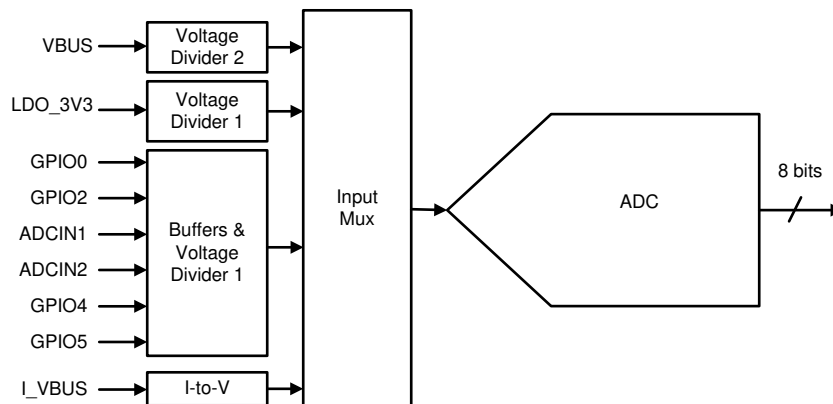 VBUS
Voltage
Divider 2
LDO_3V3
Voltage
Divider 1
GPIO0
GPIO2
ADCIN1
ADCIN2
GPIO4
GPIO5
Buffers &
Voltage
Divider 1
I_VBUS
I-to-V
Input
Mux
ADC
8 bits